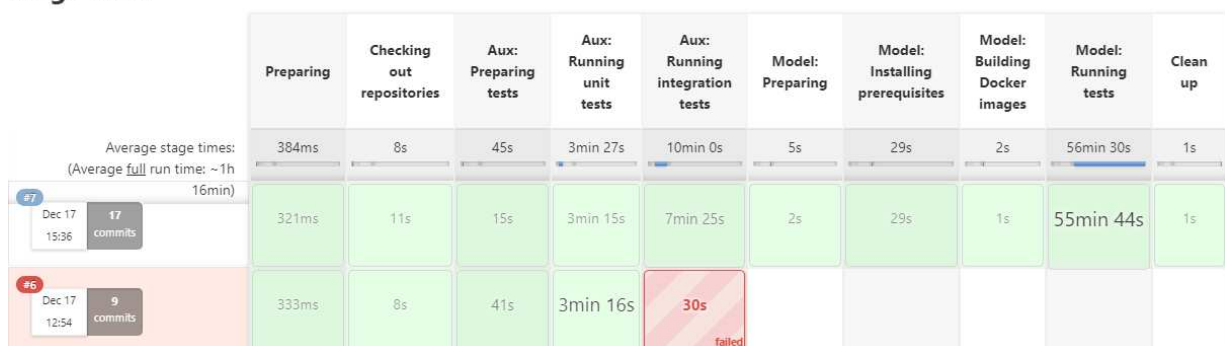 Preparing
Checking
out
repositories
Aux:
Preparing
tests
Aux:
Running
unit
tests
Aux:
Running
integration
tests
Model:
Preparing
Model:
Installing
prerequisites
Model:
Building
Docker
images
Model:
Running
tests
Clean
up
Average stage times:
(Average full run time: ~1h
16min)
384ms
8s
45s
3min 27s
10min 0s
5s
29s
2s
56min 30s
1s
#7
Dec 17
15:36
17
commits
321ms
11s
15s
3min 15s
7min 25s
2s
29s
1s
55min 44s
1s
#6
Dec 17
12:54
9
commits
333ms
8s
41s
3min 16s
30s
failed